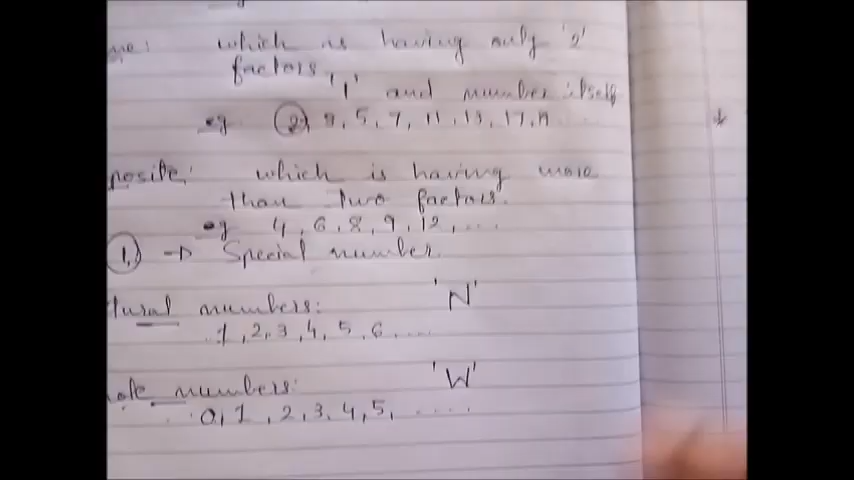 me: which is having only '2'
factors, '1' and number itself
eg 2, 3, 5, 7, 11, 13, 17, 19 ....
posite: which is having more
than two factors.
eg 4, 6, 8, 9, 12, ....
1, → Special number
tural numbers: 'N'
1, 2, 3, 4, 5, 6, ....
ole numbers: 'W'
0, 1, 2, 3, 4, 5, .....